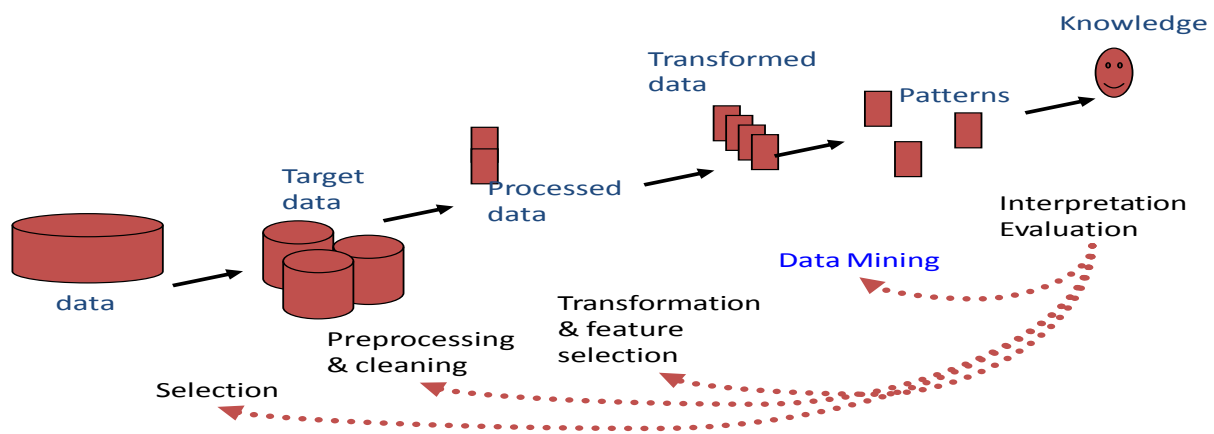 Knowledge
Transformed
data
Patterns
Target
data
Processed
data
Interpretation
Evaluation
Data Mining
data
Transformation
& feature
selection
Preprocessing
& cleaning
Selection